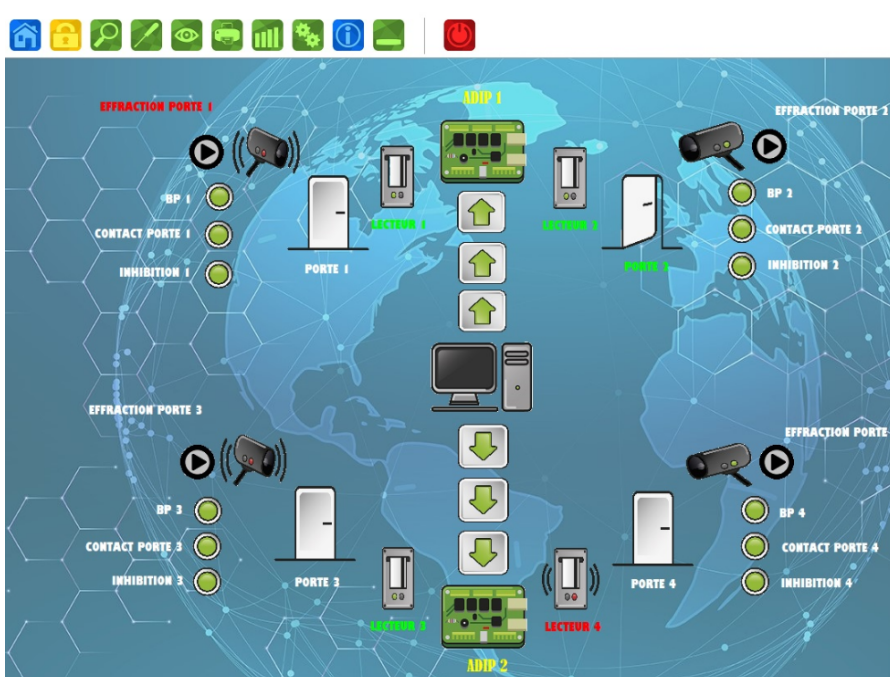 ADIP 1
EFFRACTION PORTE 1
EFFRACTION PORTE 2
BP 1
BP 2
LECTEUR 1
LECTEUR 2
CONTACT PORTE 1
CONTACT PORTE 2
PORTE 1
PORTE 2
INHIBITION 1
INHIBITION 2
EFFRACTION PORTE 3
EFFRACTION PORTE
BP 3
BP 4
CONTACT PORTE 3
CONTACT PORTE 4
INHIBITION 3
PORTE 3
PORTE 4
INHIBITION 4
LECTEUR 3
LECTEUR 4
ADIP 2